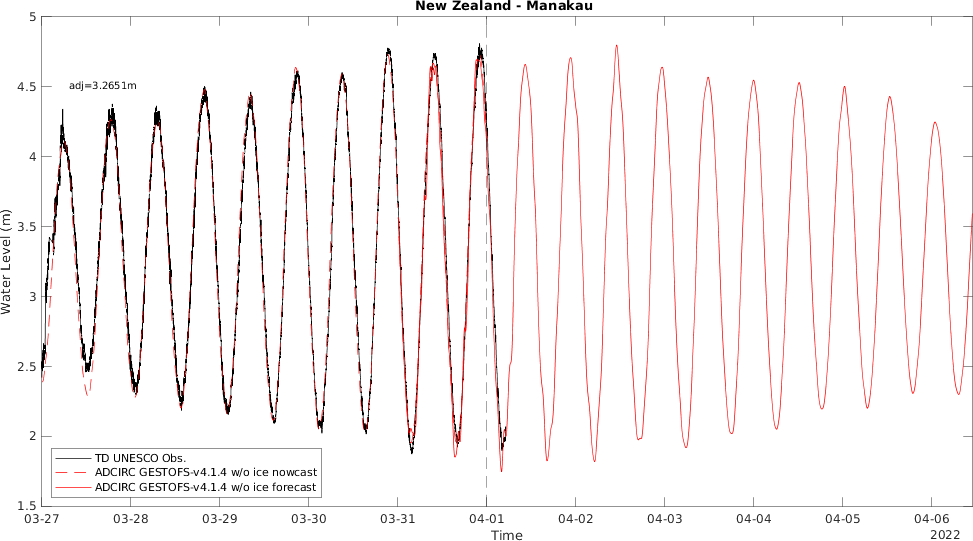 New Zealand - Manakau
5
4.5
4
3.5
3
2.5
2
1.5
Water Level (m)
adj=3.2651m
TD UNESCO Obs.
ADCIRC GESTOFS-v4.1.4 w/o ice nowcast
ADCIRC GESTOFS-v4.1.4 w/o ice forecast
03-27 03-28 03-29 03-30 03-31 04-01 04-02 04-03 04-04 04-05 04-06
Time
2022